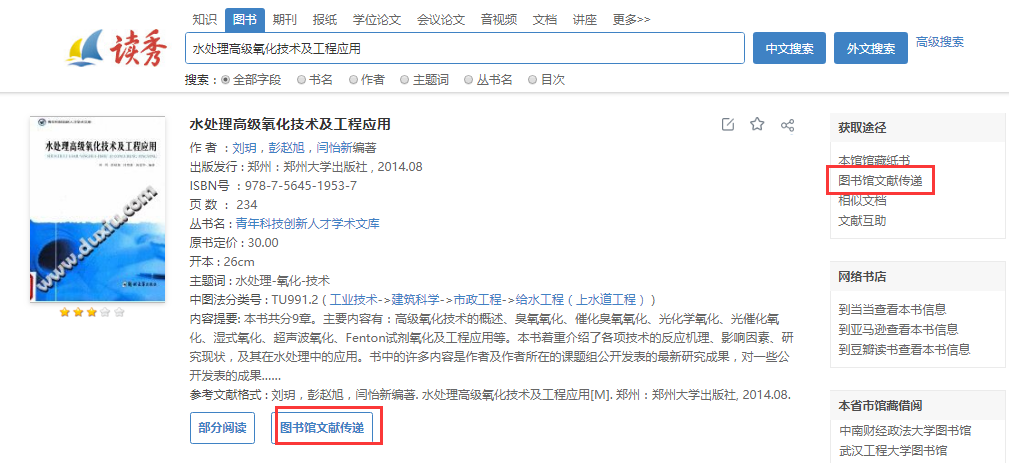 知识 图书 期刊 报纸 学位论文 会议论文 音视频 文档 讲座 更多>>
读秀
水处理高级氧化技术及工程应用
中文搜索 外文搜索 高级搜索
搜索： 全部字段 书名 作者 主题词 丛书名 目次
水处理高级氧化技术及工程应用
www.duxiu.com
水处理高级氧化技术及工程应用
作 者 ：刘玥，彭赵旭，闫怡新编著
出版发行 : 郑州：郑州大学出版社 , 2014.08
ISBN号 ：978-7-5645-1953-7
页 数 ： 234
丛书名 : 青年科技创新人才学术文库
原书定价 : 30.00
开本 : 26cm
主题词 : 水处理-氧化-技术
中图法分类号 : TU991.2 ( 工业技术->建筑科学->市政工程->给水工程（上水道工程） )
内容提要: 本书共分9章。主要内容有：高级氧化技术的概述、臭氧氧化、催化臭氧氧化、光化学氧化、光催化氧
化、湿式氧化、超声波氧化、Fenton试剂氧化及工程应用等。本书着重介绍了各项技术的反应机理、影响因素、研
究现状，及其在水处理中的应用。书中的许多内容是作者及作者所在的课题组公开发表的最新研究成果，对一些公
开发表的成果......
参考文献格式 : 刘玥，彭赵旭，闫怡新编著. 水处理高级氧化技术及工程应用[M]. 郑州：郑州大学出版社, 2014.08.
部分阅读 图书馆文献传递
获取途径
本馆馆藏纸书
图书馆文献传递
相似文档
文献互助
网络书店
到当当查看本书信息
到亚马逊查看本书信息
到豆瓣读书查看本书信息
本省市馆藏借阅
中南财经政法大学图书馆
武汉工程大学图书馆